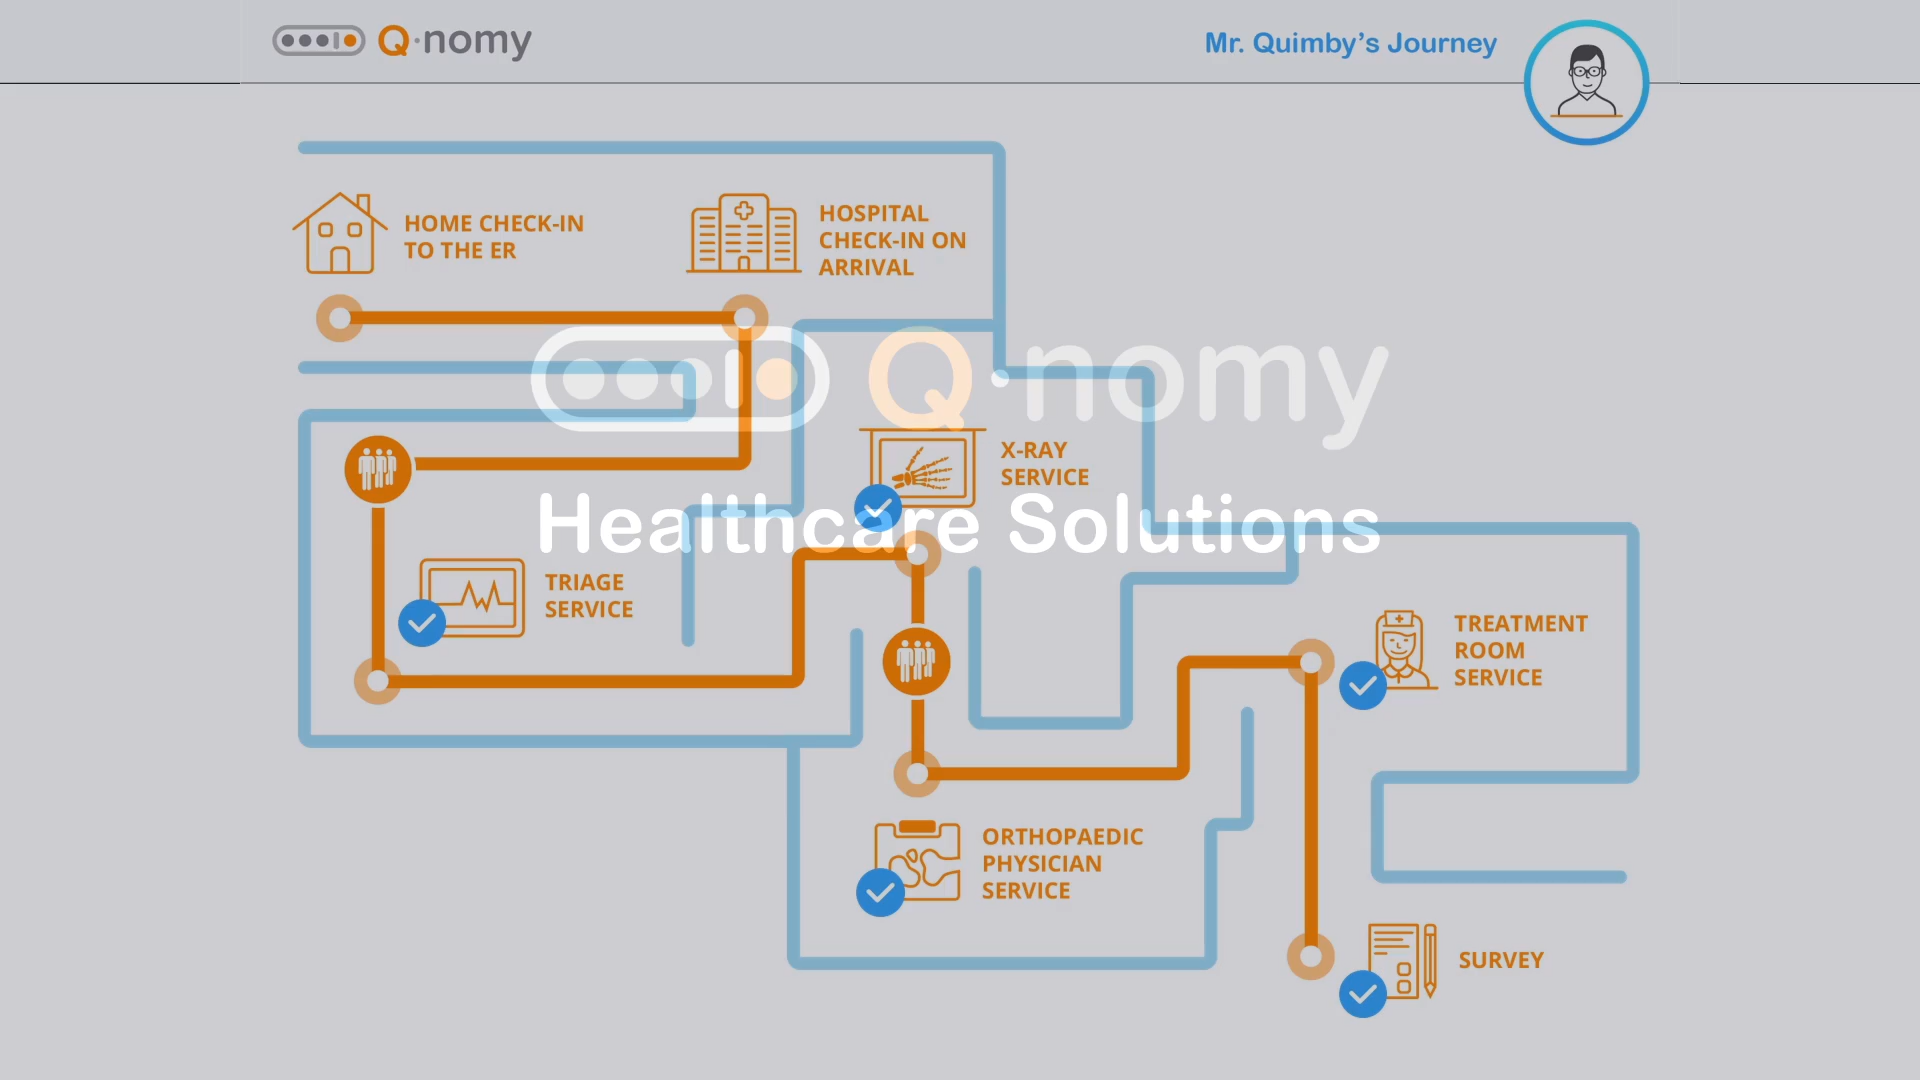 Q·nomy
Mr. Quimby's Journey
HOME CHECK-IN
TO THE ER
HOSPITAL
CHECK-IN ON
ARRIVAL
Q·nomy
X-RAY
SERVICE
Healthcare Solutions
TRIAGE
SERVICE
TREATMENT
ROOM
SERVICE
ORTHOPAEDIC
PHYSICIAN
SERVICE
SURVEY